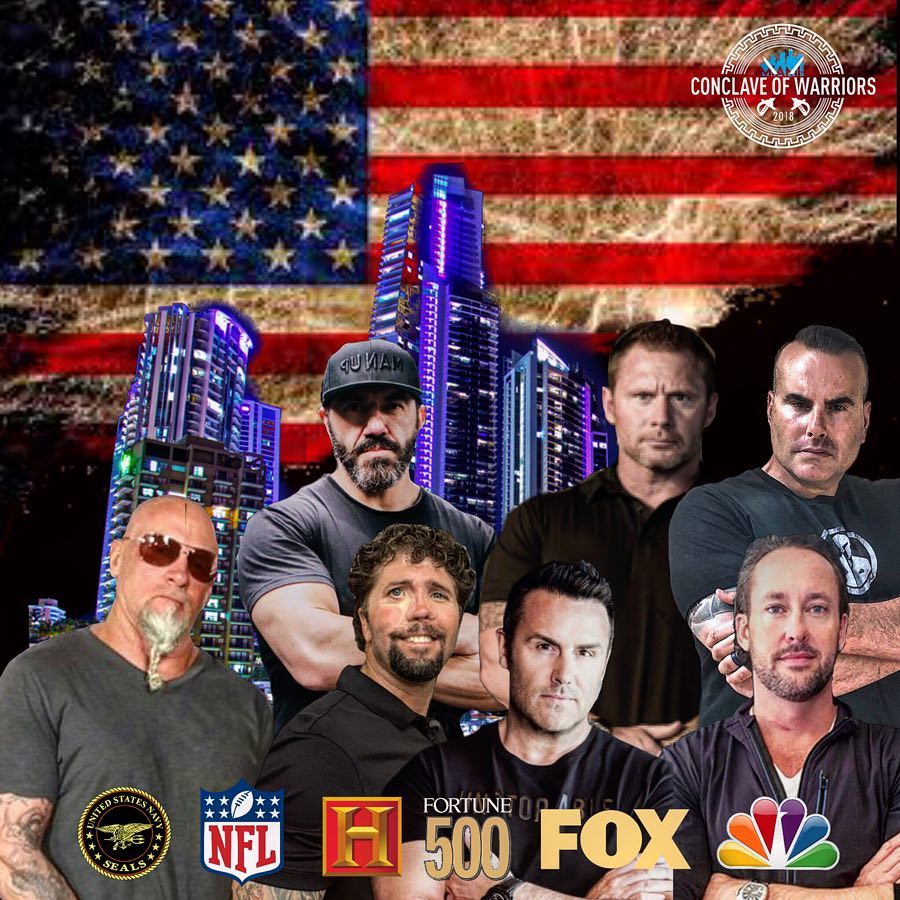 CONCLAVE OF WARRIORS
2018
MAN UP
UNITED STATES NAVY
SEALS
NFL
H
FORTUNE
500
FOX